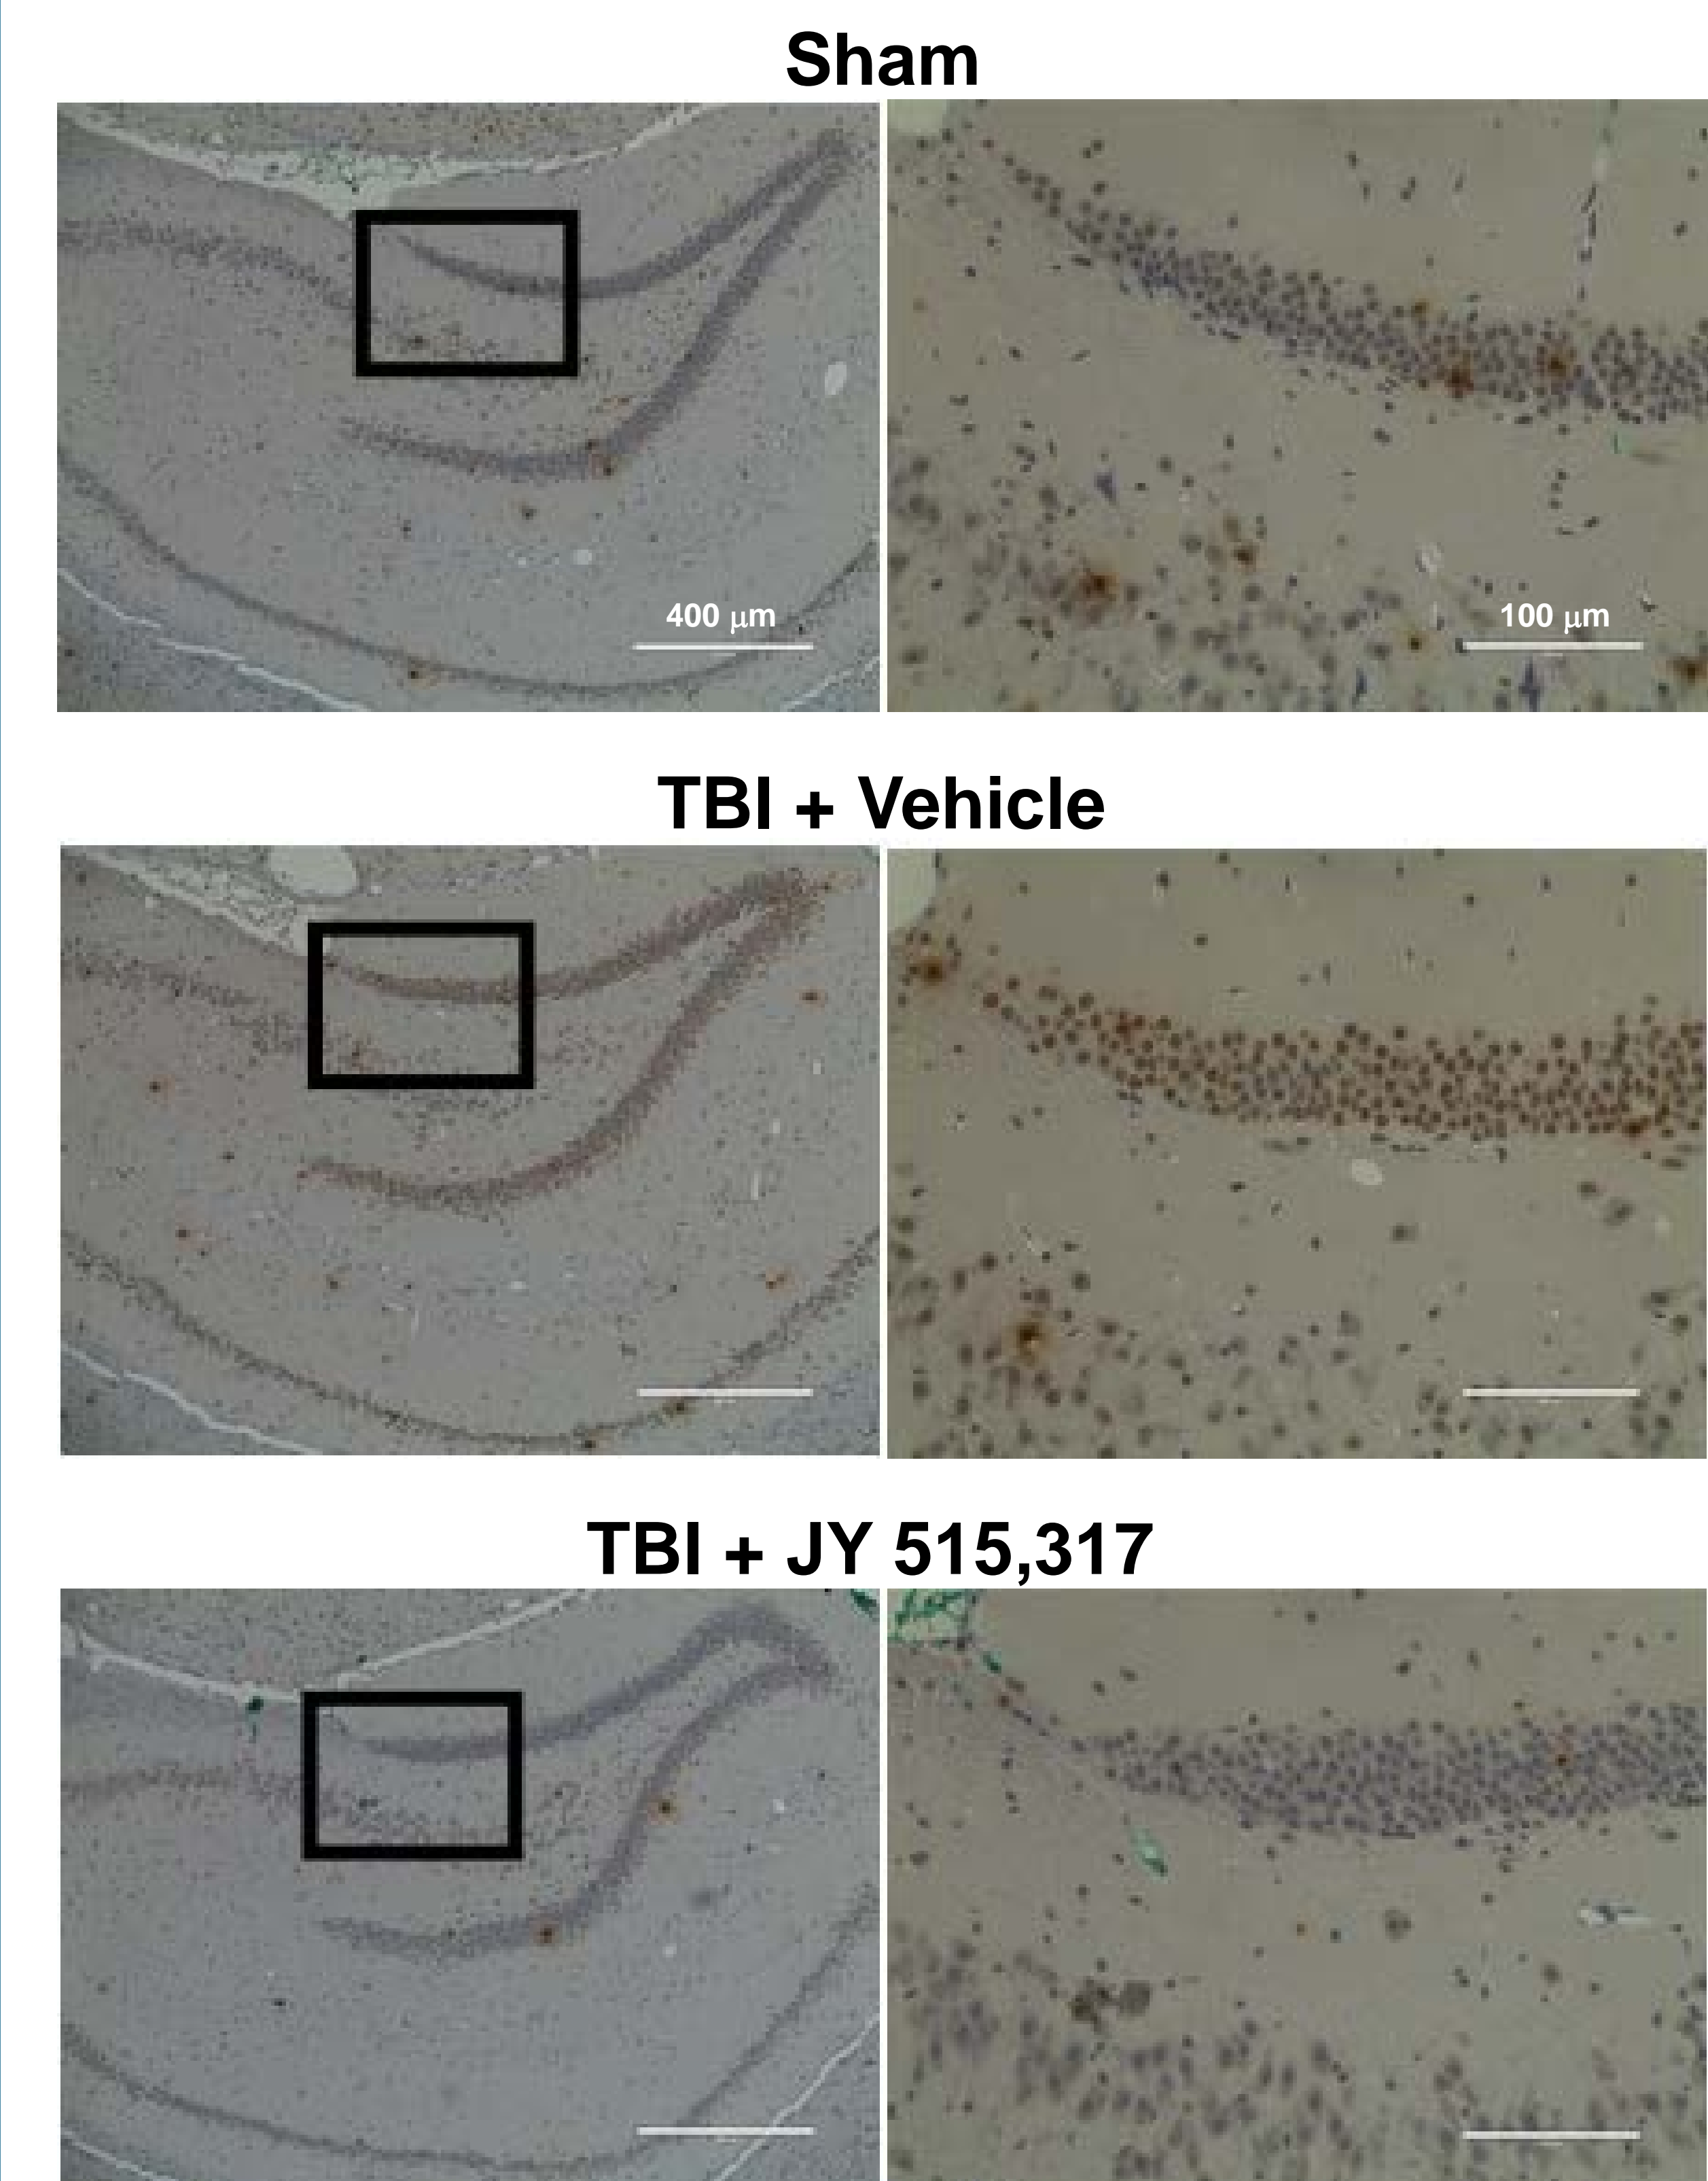 Sham
400 μm
100 μm
TBI + Vehicle
TBI + JY 515,317